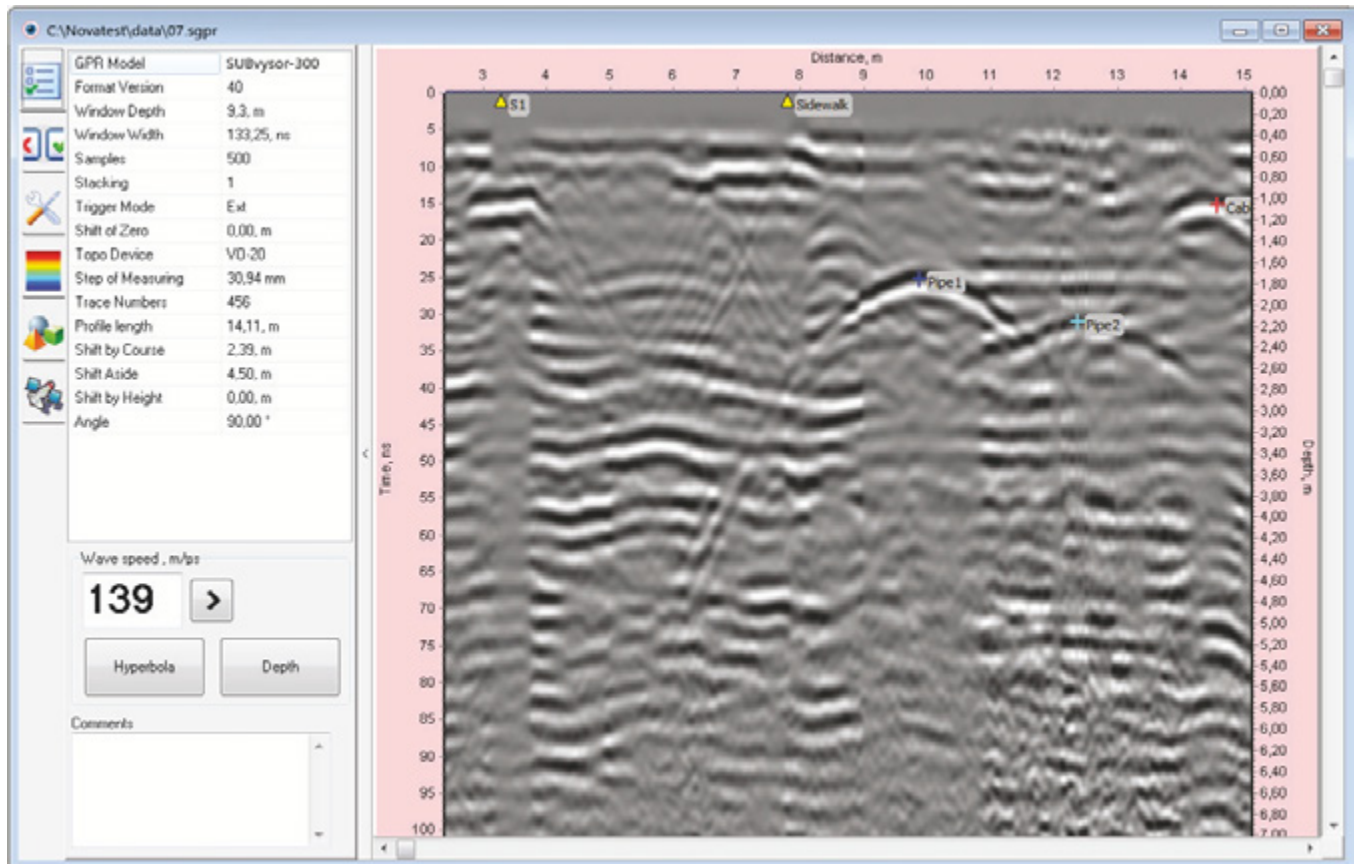 C:\Novatest\data\07.sgpr
GPR Model SUBvysor-300
Format Version 40
Window Depth 9,3, m
Window Width 133,25, ns
Samples 500
Stacking 1
Trigger Mode Ext
Shift of Zero 0,00, m
Topo Device VO-20
Step of Measuring 30,94 mm
Trace Numbers 456
Profile length 14,11, m
Shift by Course 2,39, m
Shift Aside 4,50, m
Shift by Height 0,00, m
Angle 90,00 °
Wave speed , m/ps
139
>
Hyperbola Depth
Comments
<
Distance, m
3 4 5 6 7 8 9 10 11 12 13 14 15
Time, ns
0
5
10
15
20
25
30
35
40
45
50
55
60
65
70
75
80
85
90
95
100
S1
Sidewalk
Cab
Pipe1
Pipe2
0,00
0,20
0,40
0,60
0,80
1,00
1,20
1,40
1,60
1,80
2,00
2,20
2,40
2,60
2,80
3,00
3,20
3,40
3,60
3,80
4,00
4,20
4,40
4,60
4,80
5,00
5,20
5,40
5,60
5,80
6,00
6,20
6,40
6,60
6,80
7,00
Depth, m